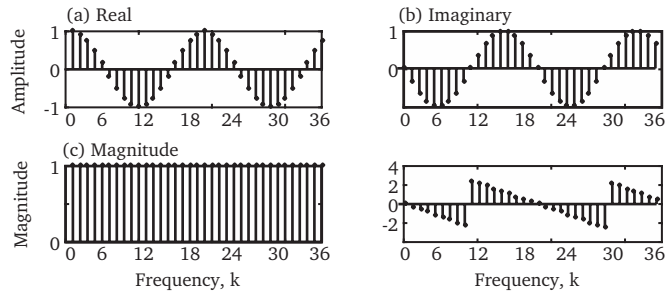 (a) Real
(b) Imaginary
Amplitude
1
0
-1
0 6 12 18 24 30 36
1
0
0 6 12 18 24 30 36
(c) Magnitude
Magnitude
1
0
0 6 12 18 24 30 36
Frequency, k
4
2
0
-2
0 6 12 18 24 30 36
Frequency, k